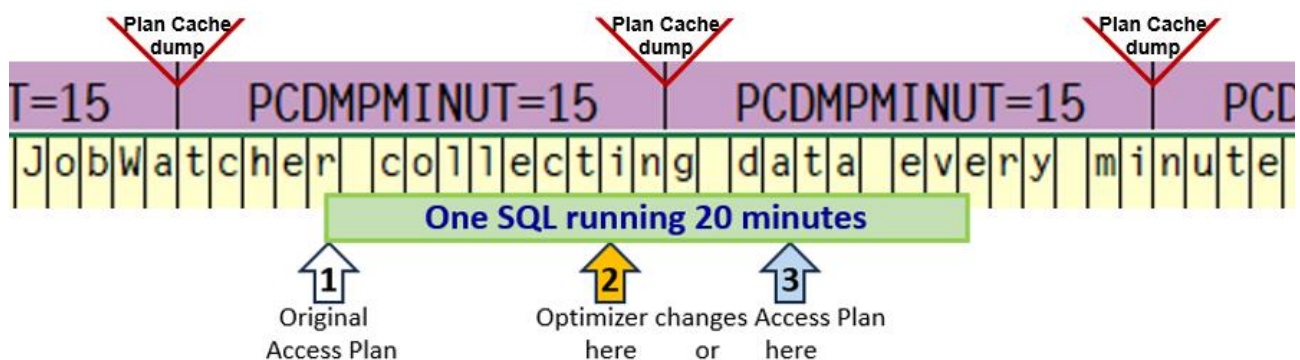 Plan Cache
dump
Plan Cache
dump
Plan Cache
dump
T=15 PCDMPMINUT=15 PCDMPMINUT=15 PCD
JobWatcher collecting data every minute
One SQL running 20 minutes
1 2 3
Original Optimizer changes Access Plan
Access Plan here or here